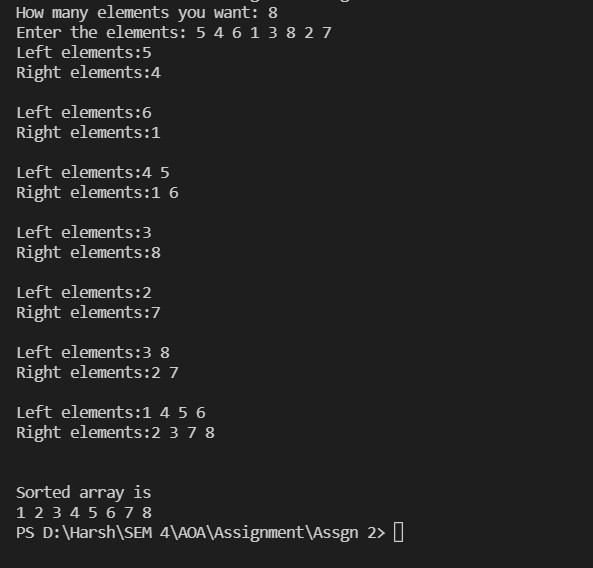 How many elements you want: 8
Enter the elements: 5 4 6 1 3 8 2 7
Left elements:5
Right elements:4
Left elements:6
Right elements:1
Left elements:4 5
Right elements:1 6
Left elements:3
Right elements:8
Left elements:2
Right elements:7
Left elements:3 8
Right elements:2 7
Left elements:1 4 5 6
Right elements:2 3 7 8
Sorted array is
1 2 3 4 5 6 7 8
PS D:\Harsh\SEM 4\AOA\Assignment\Assgn 2>